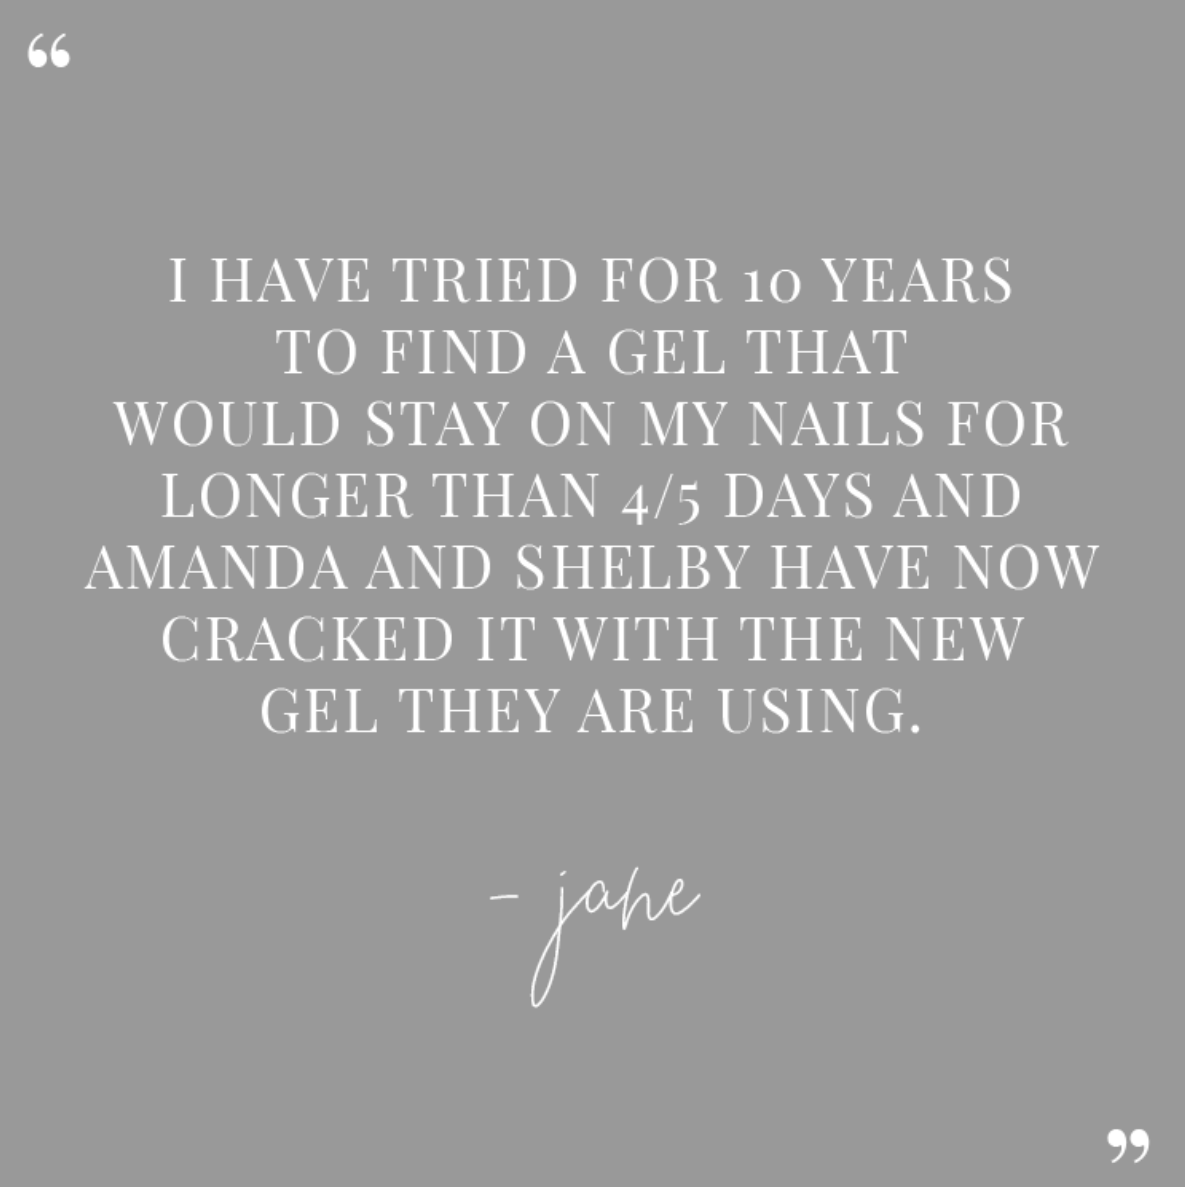 “
I HAVE TRIED FOR 10 YEARS
TO FIND A GEL THAT
WOULD STAY ON MY NAILS FOR
LONGER THAN 4/5 DAYS AND
AMANDA AND SHELBY HAVE NOW
CRACKED IT WITH THE NEW
GEL THEY ARE USING.
- jane
”